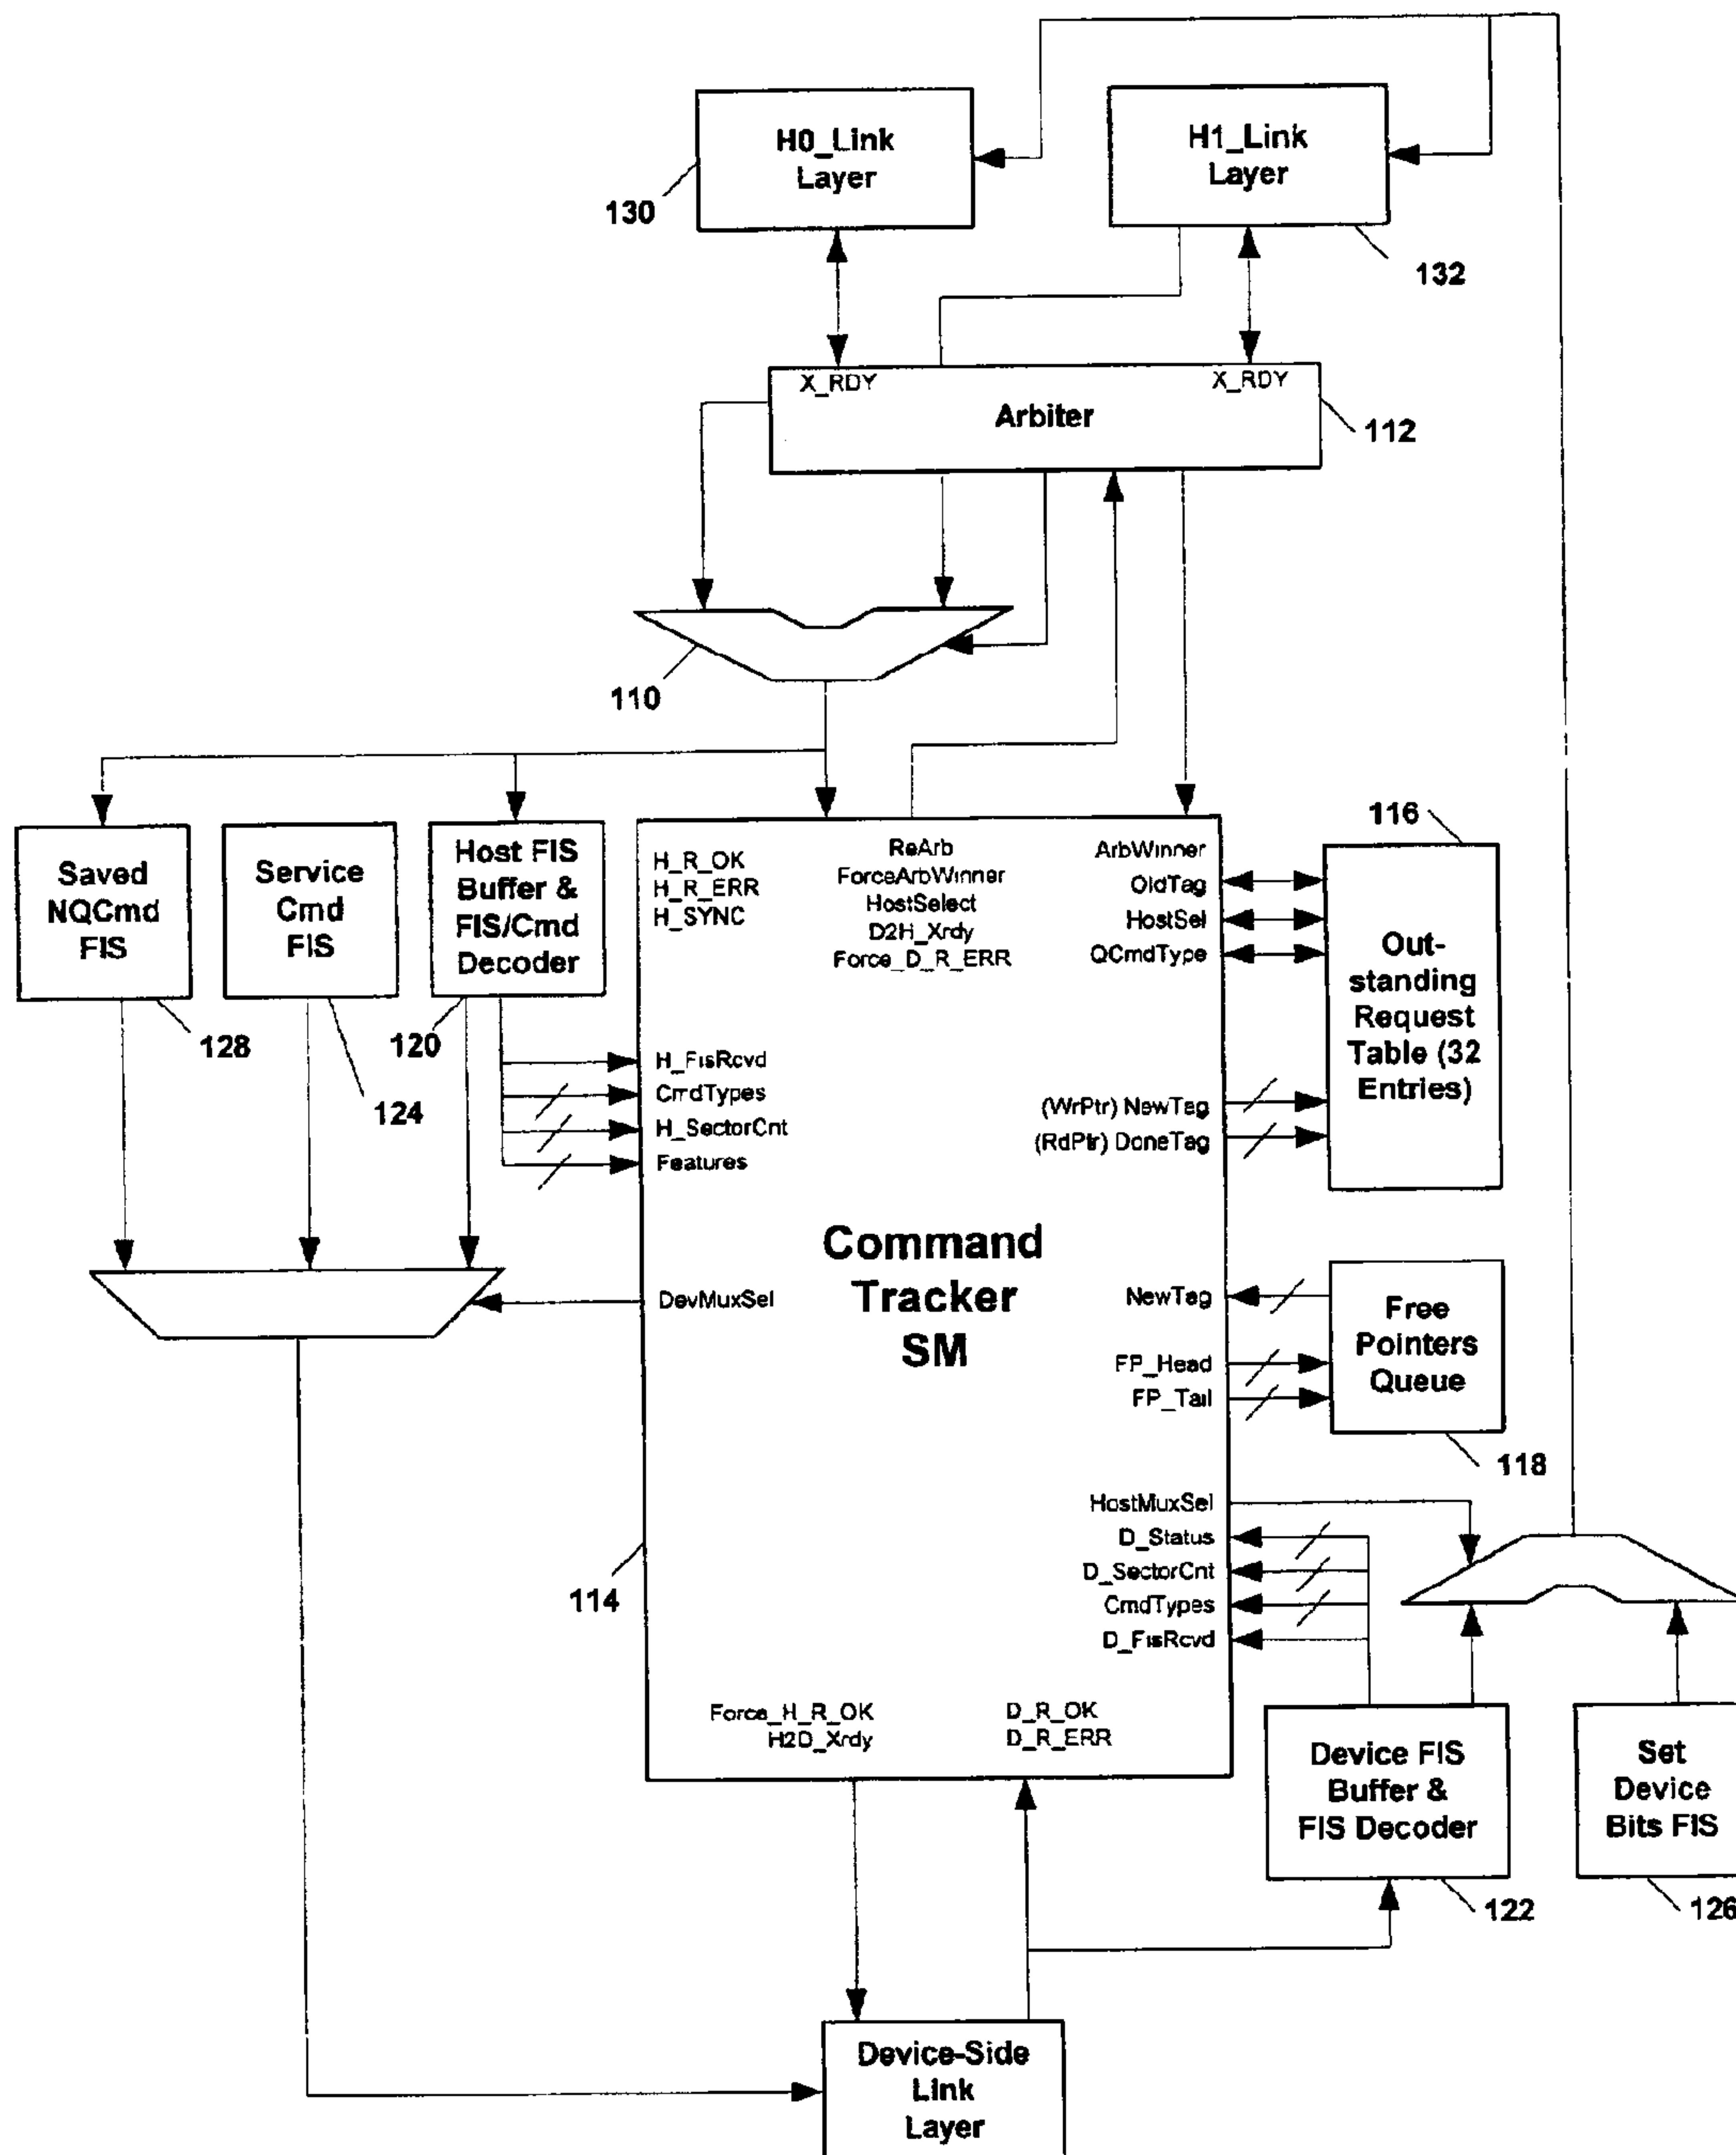 H0_Link
Layer
130
H1_Link
Layer
132
X_RDY
X_RDY
Arbiter
112
110
Saved
NQCmd
FIS
128
Service
Cmd
FIS
124
Host FIS
Buffer &
FIS/Cmd
Decoder
120
H_R_OK
H_R_ERR
H_SYNC
ReArb
ForceArbWinner
HostSelect
D2H_Xrdy
Force_D_R_ERR
ArbWinner
OldTag
HostSel
QCmdType
116
Out-
standing
Request
Table (32
Entries)
H_FisRcvd
CmdTypes
H_SectorCnt
Features
(WrPtr) NewTag
(RdPtr) DoneTag
Command
Tracker
SM
DevMuxSel
NewTag
FP_Head
FP_Tail
Free
Pointers
Queue
118
HostMuxSel
D_Status
D_SectorCnt
CmdTypes
D_FisRcvd
114
Force_H_R_OK
H2D_Xrdy
D_R_OK
D_R_ERR
Device FIS
Buffer &
FIS Decoder
122
Set
Device
Bits FIS
126
Device-Side
Link
Layer